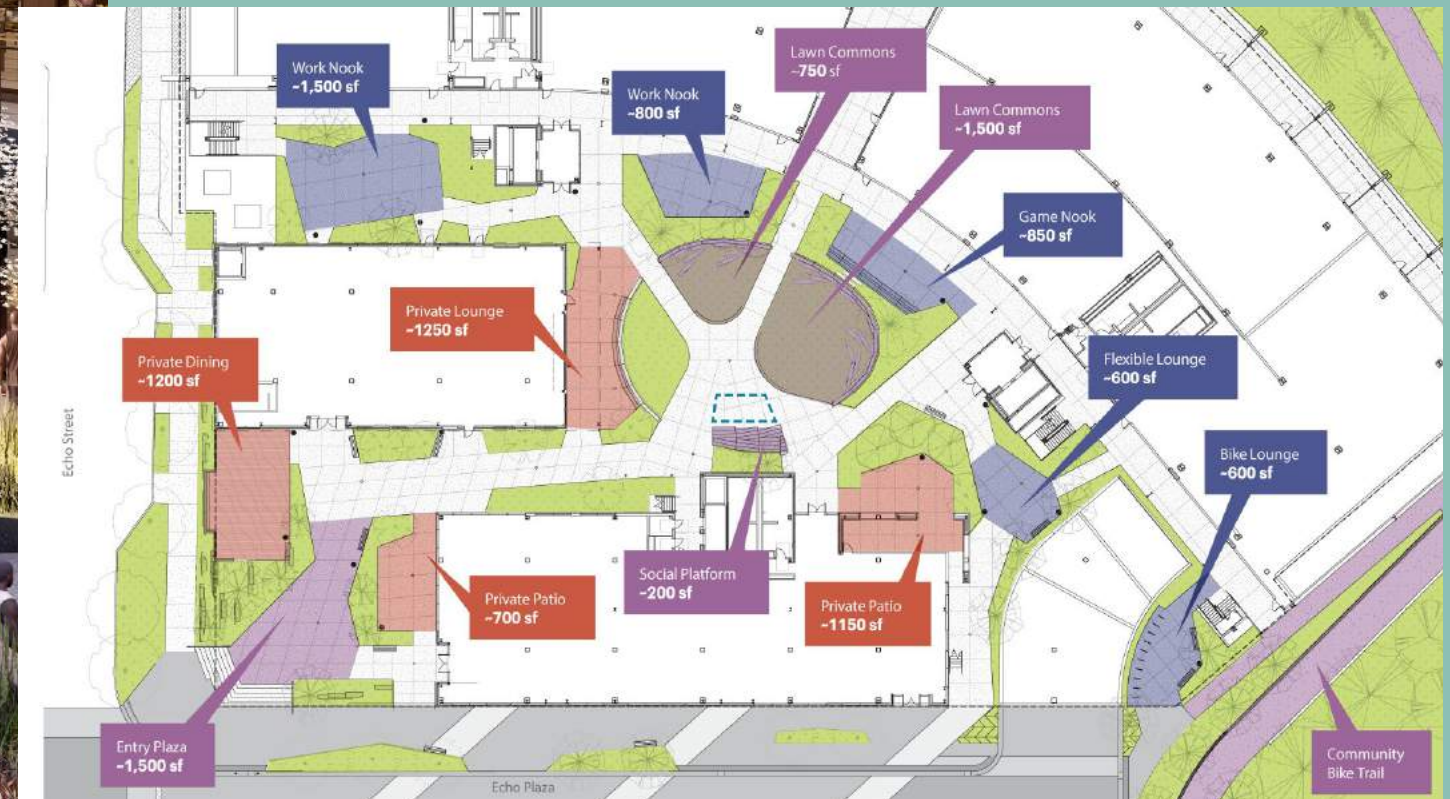 Work Nook
~1,500 sf
Work Nook
~800 sf
Lawn Commons
~750 sf
Lawn Commons
~1,500 sf
Game Nook
~850 sf
Private Lounge
~1250 sf
Private Dining
~1200 sf
Flexible Lounge
~600 sf
Bike Lounge
~600 sf
Echo Street
Social Platform
~200 sf
Private Patio
~700 sf
Private Patio
~1150 sf
Entry Plaza
~1,500 sf
Community
Bike Trail
Echo Plaza